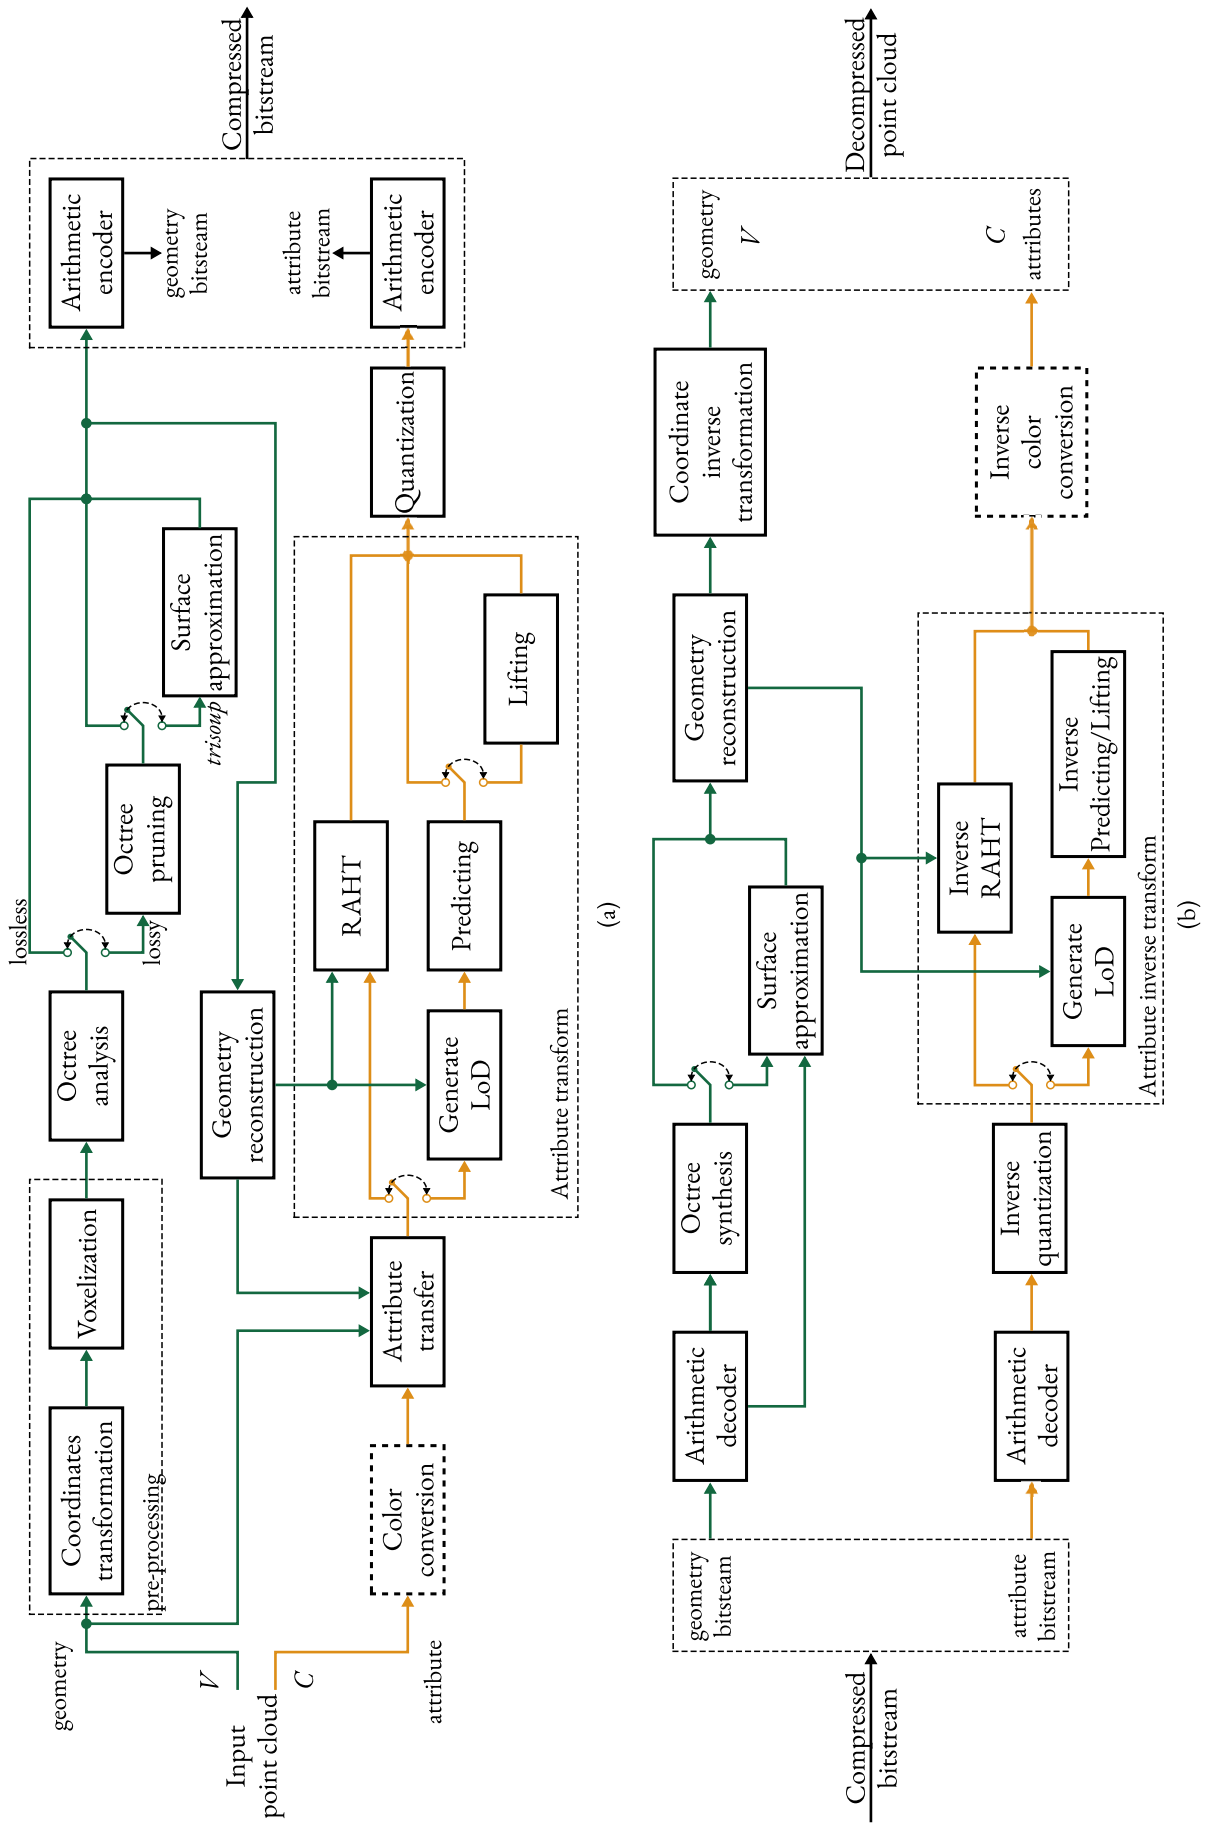 Input
point cloud
V
C
geometry
attribute
pre-processing
Coordinates
transformation
Voxelization
Octree
analysis
lossless
lossy
Octree
pruning
trisoup
Surface
approximation
Arithmetic
encoder
geometry
bitsteam
attribute
bitstream
Arithmetic
encoder
Compressed
bitstream
Geometry
reconstruction
Color
conversion
Attribute
transfer
Attribute transform
RAHT
Generate
LoD
Predicting
Lifting
Quantization
(a)
Compressed
bitstream
geometry
bitsteam
attribute
bitstream
Arithmetic
decoder
Octree
synthesis
Surface
approximation
Geometry
reconstruction
Coordinate
inverse
transformation
geometry
V
C
attributes
Decompressed
point cloud
Arithmetic
decoder
Inverse
quantization
Attribute inverse transform
Inverse
RAHT
Generate
LoD
Inverse
Predicting/Lifting
Inverse
color
conversion
(b)